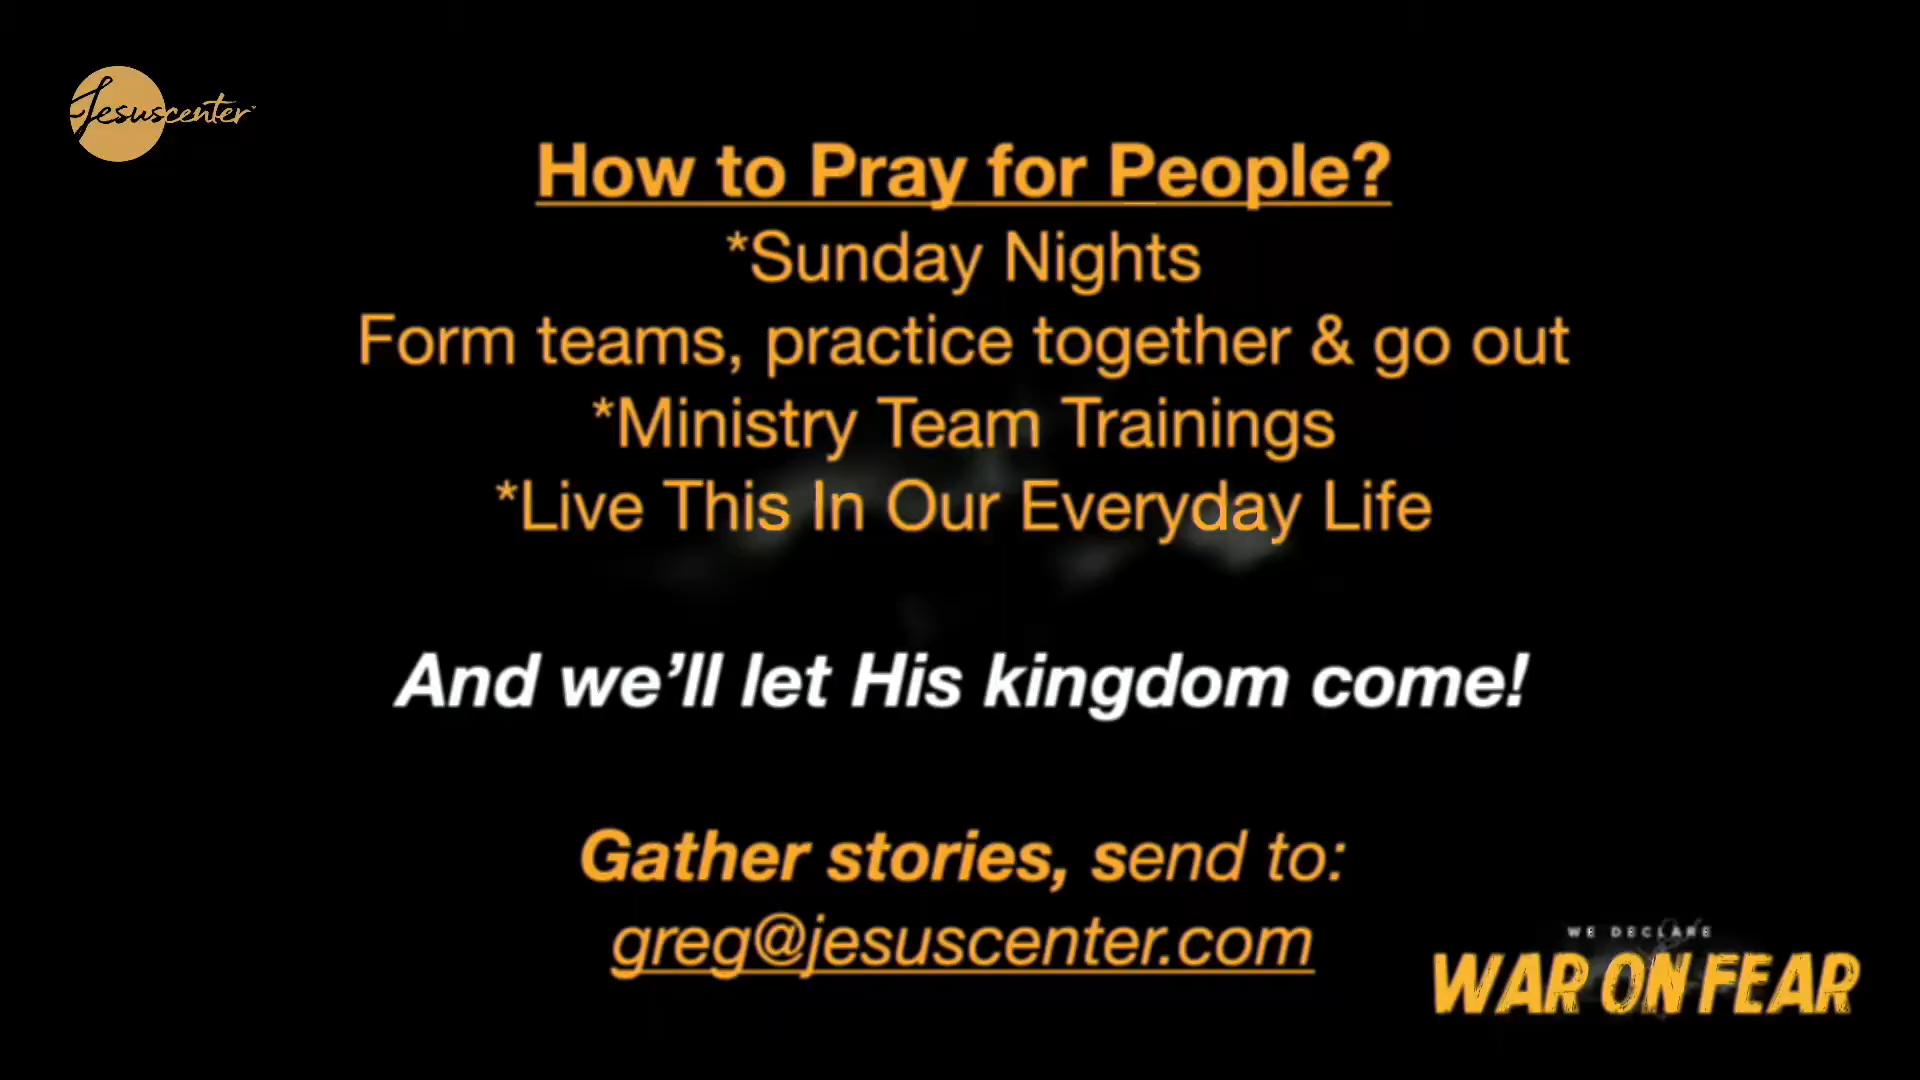 Jesuscenter
How to Pray for People?
*Sunday Nights
Form teams, practice together & go out
*Ministry Team Trainings
*Live This In Our Everyday Life
And we’ll let His kingdom come!
Gather stories, send to:
greg@jesuscenter.com
WE DECLARE
WAR ON FEAR